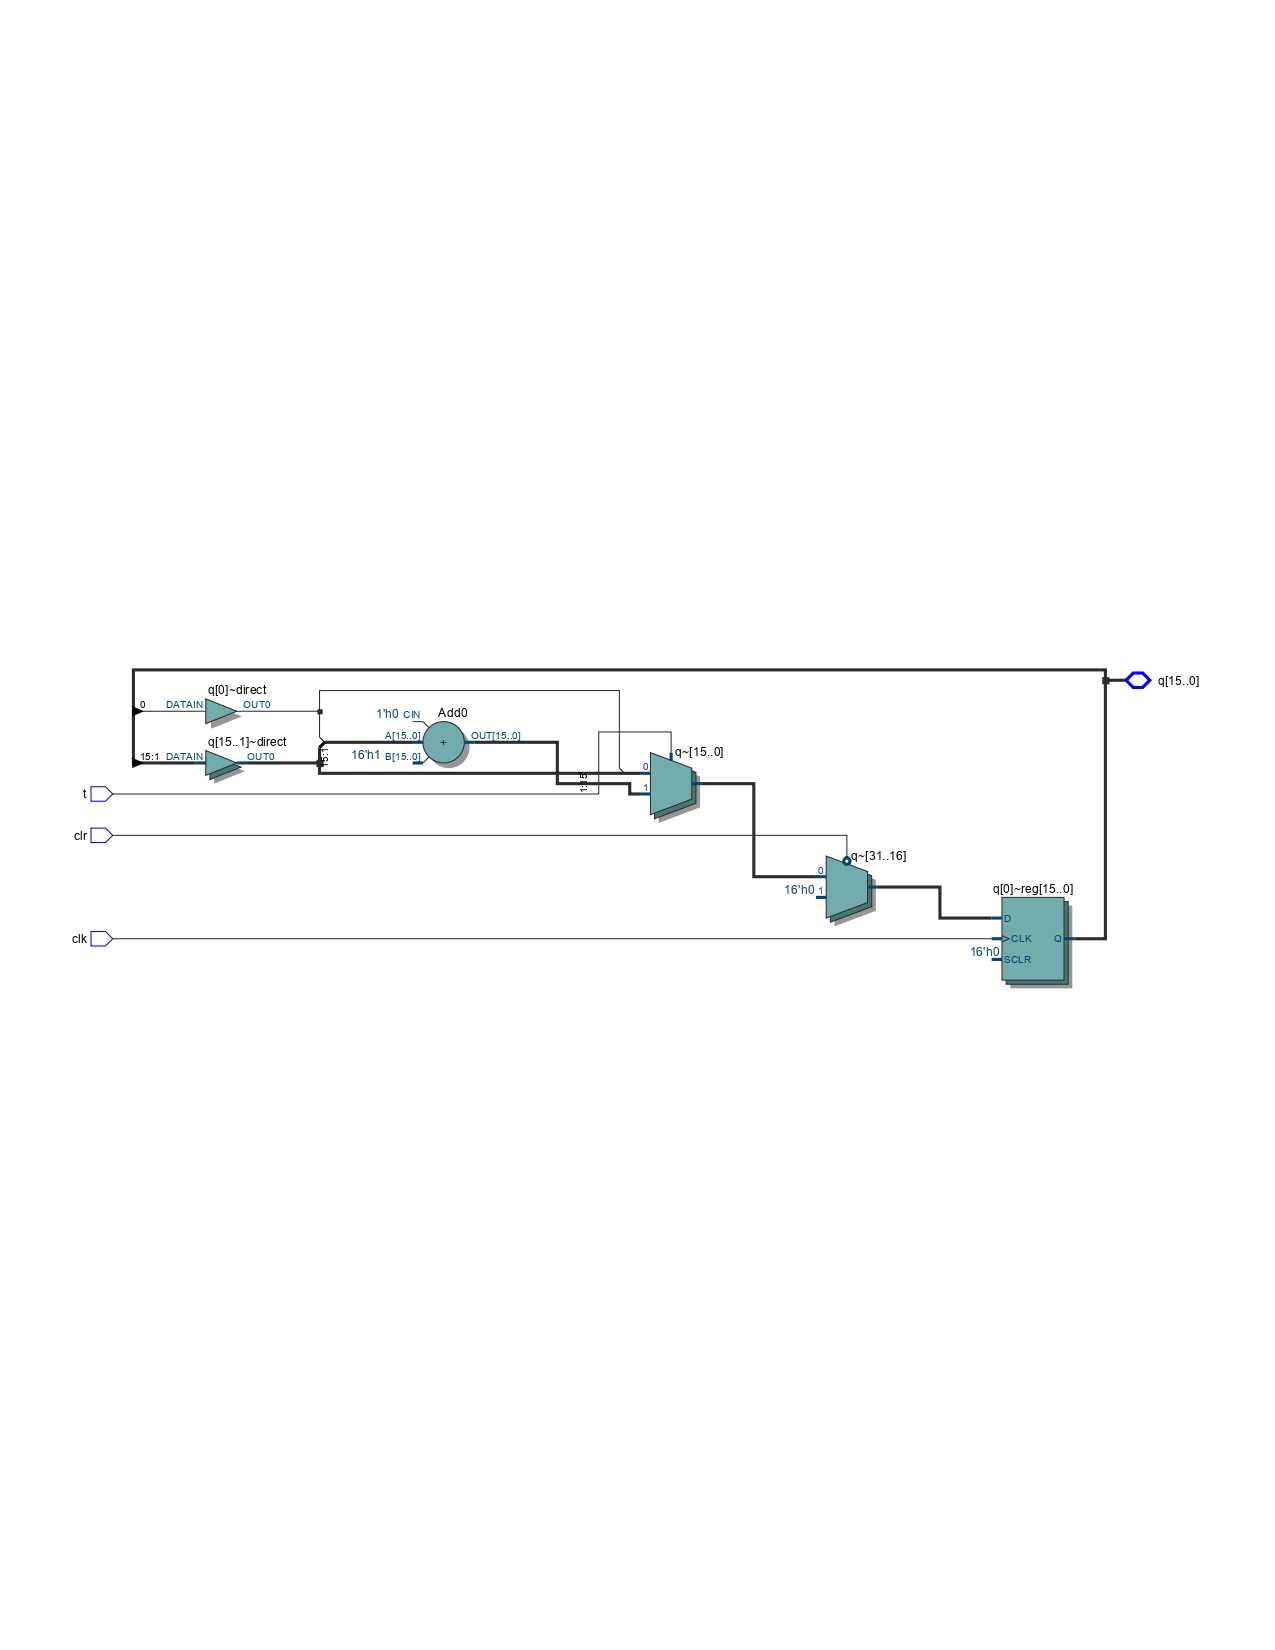 q[15..0]
q[0]~direct
0
DATAIN
OUT0
1'h0 CIN
Add0
q[15..1]~direct
A[15..0]
+
OUT[15..0]
15:1
DATAIN
OUT0
15:1
16'h1 B[15..0]
q~[15..0]
0
1:15
1
t
clr
q~[31..16]
0
16'h0 1
q[0]~reg[15..0]
D
clk
>CLK
Q
16'h0
SCLR